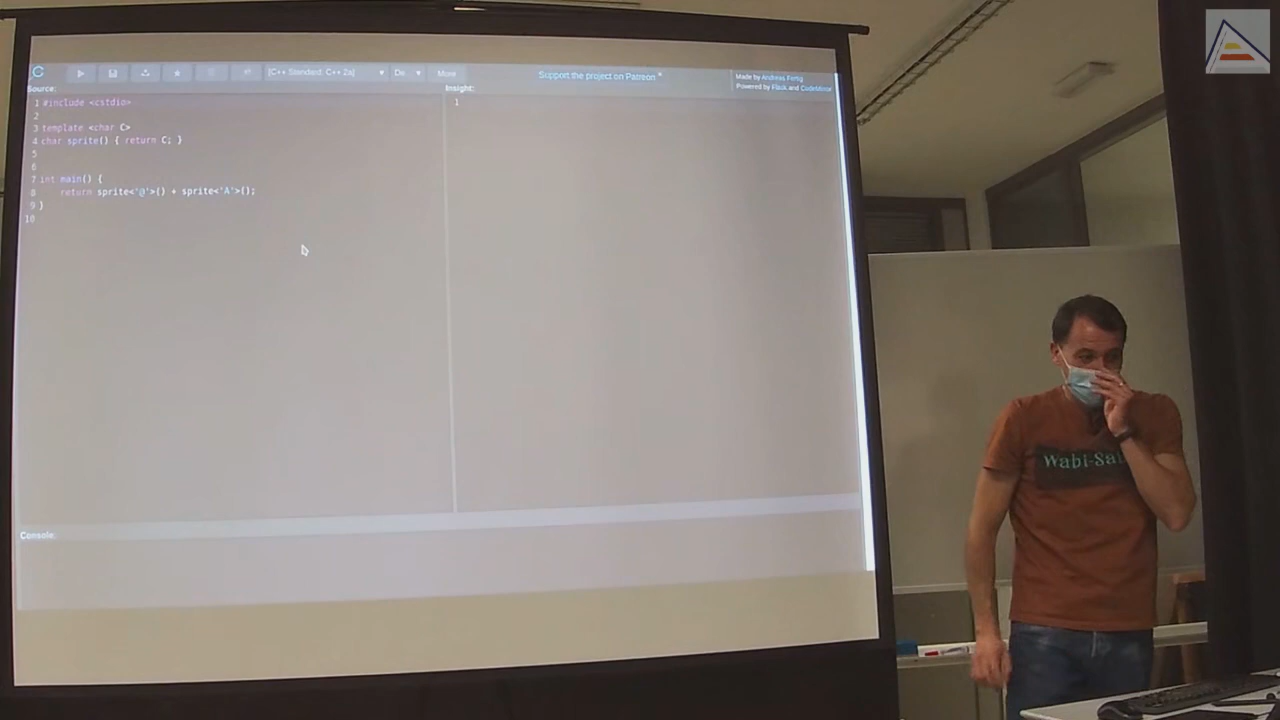 [C++ Standard: C++ 2a]
De
More
Support the project on Patreon
Made by Andreas Fertig
Powered by Flask and CodeMirror
Source:
Insight:
1 #include <cstdio>
2
3 template <char C>
4 char sprite() { return C; }
5
6
7 int main() {
8 return sprite<'@'>() + sprite<'A'>();
9 }
10
1
Console:
Wabi-Sa